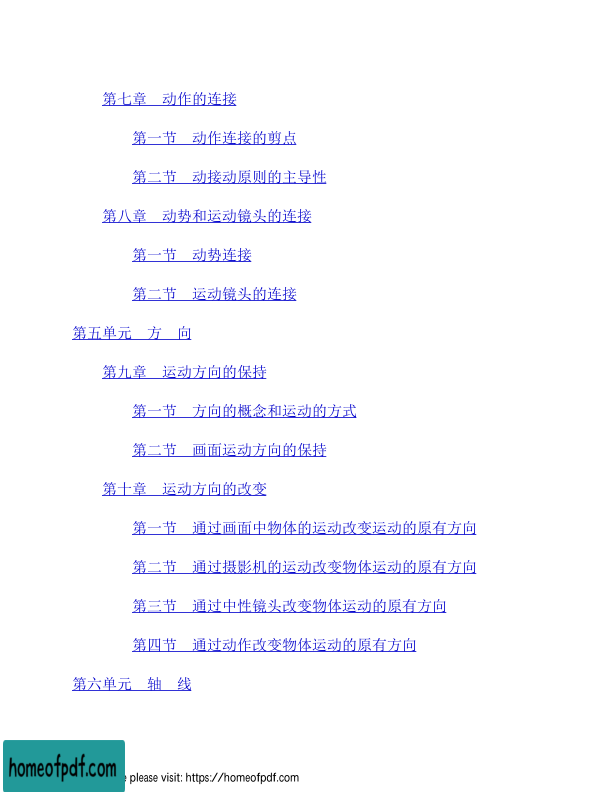 第七章　动作的连接
第一节　动作连接的剪点
第二节　动接动原则的主导性
第八章　动势和运动镜头的连接
第一节　动势连接
第二节　运动镜头的连接
第五单元　方　向
第九章　运动方向的保持
第一节　方向的概念和运动的方式
第二节　画面运动方向的保持
第十章　运动方向的改变
第一节　通过画面中物体的运动改变运动的原有方向
第二节　通过摄影机的运动改变物体运动的原有方向
第三节　通过中性镜头改变物体运动的原有方向
第四节　通过动作改变物体运动的原有方向
第六单元　轴　线
homeofpdf.com
please visit: https://homeofpdf.com